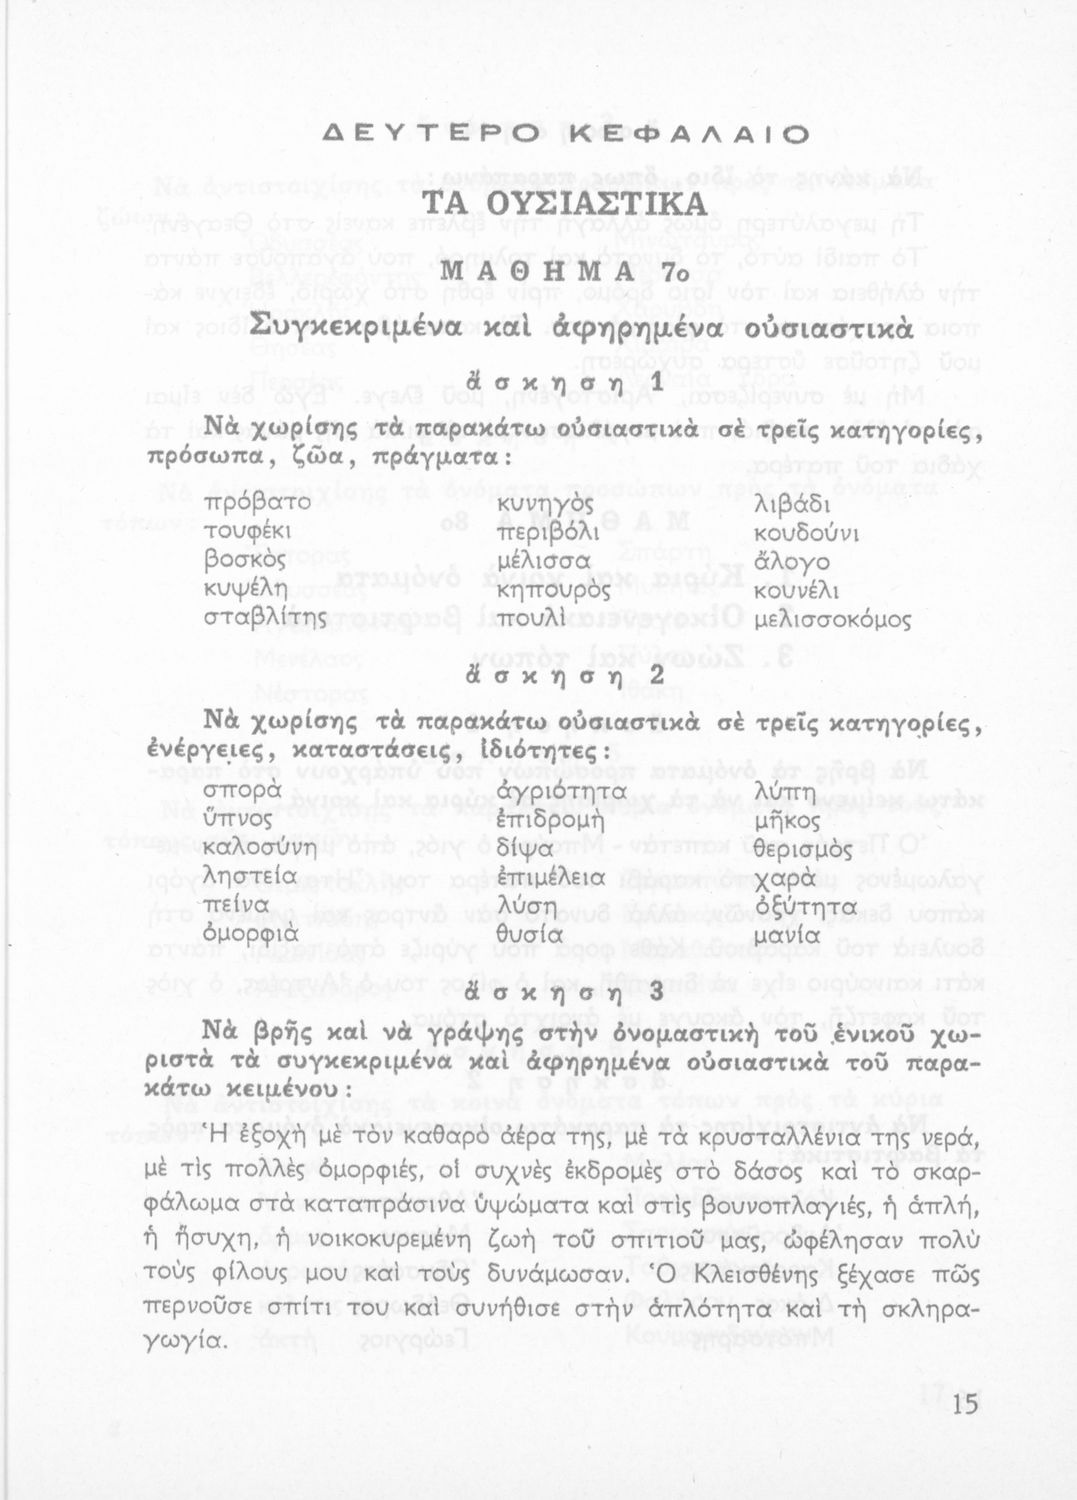 ΔΕΥΤΕΡΟ ΚΕΦΑΛΑΙΟ
ΤΑ ΟΥΣΙΑΣΤΙΚΑ
ΜΑΘΗΜΑ 7ο
Συγκεκριμένα καὶ ἀφηρημένα οὐσιαστικὰ
ἄσκηση 1
Νὰ χωρίσης τὰ παρακάτω οὐσιαστικὰ σὲ τρεῖς κατηγορίες,
πρόσωπα, ζῶα, πράγματα:
πρόβατο κυνηγὸς λιβάδι
τουφέκι περιβόλι κουδούνι
βοσκὸς μέλισσα ἄλογο
κυψέλη κηπουρὸς κουνέλι
σταβλίτης πουλὶ μελισσοκόμος
ἄσκηση 2
Νὰ χωρίσης τὰ παρακάτω οὐσιαστικὰ σὲ τρεῖς κατηγορίες,
ἐνέργειες, καταστάσεις, ἰδιότητες:
σπορὰ ἀγριότητα λύπη
ὕπνος ἐπιδρομὴ μῆκος
καλοσύνη δίψα θερισμὸς
ληστεία ἐπιμέλεια χαρὰ
πείνα λύση ὀξύτητα
ὀμορφιὰ θυσία μανία
ἄσκηση 3
Νὰ βρῆς καὶ νὰ γράψης στὴν ὀνομαστικὴ τοῦ ἑνικοῦ χω-
ριστὰ τὰ συγκεκριμένα καὶ ἀφηρημένα οὐσιαστικὰ τοῦ παρα-
κάτω κειμένου:
Ἡ ἐξοχὴ μὲ τὸν καθαρὸ ἀέρα της, μὲ τὰ κρυσταλλένια της νερά,
μὲ τὶς πολλὲς ὀμορφιές, οἱ συχνὲς ἐκδρομὲς στὸ δάσος καὶ τὸ σκαρ-
φάλωμα στὰ καταπράσινα ὑψώματα καὶ στὶς βουνοπλαγιές, ἡ ἁπλή,
ἡ ἥσυχη, ἡ νοικοκυρεμένη ζωὴ τοῦ σπιτιοῦ μας, ὠφέλησαν πολὺ
τοὺς φίλους μου καὶ τοὺς δυνάμωσαν. Ὁ Κλεισθένης ξέχασε πῶς
περνοῦσε σπίτι του καὶ συνήθισε στὴν ἁπλότητα καὶ τὴ σκληρα-
γωγία.
15